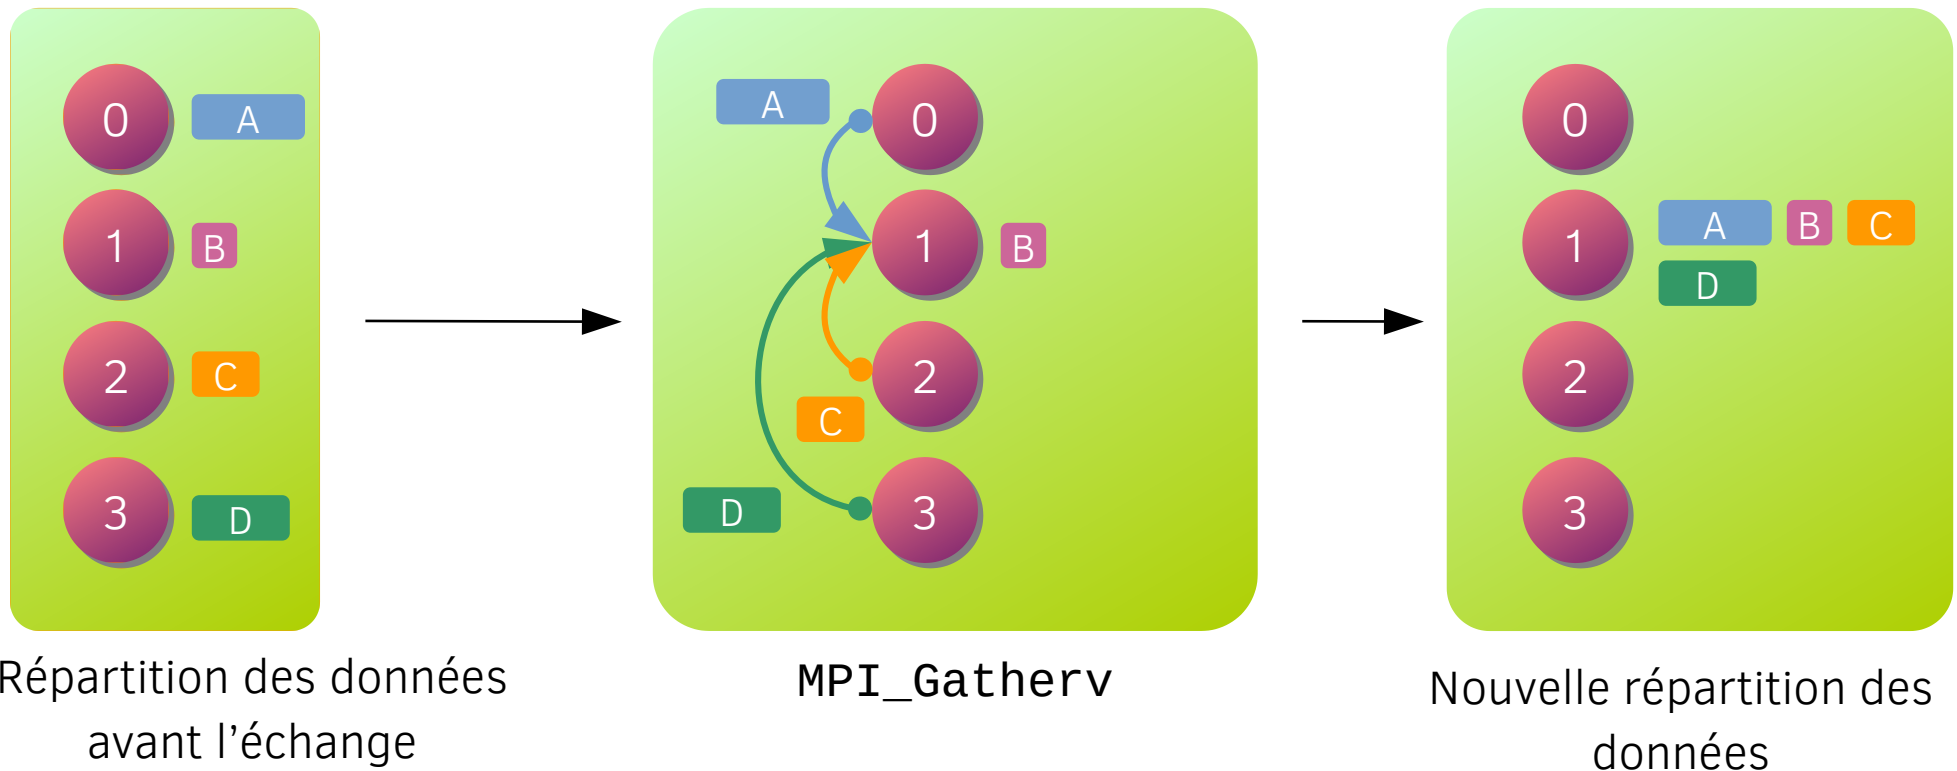 0 A
1 B
2 C
3 D
Répartition des données
avant l’échange
A 0
1 B
2
C
D 3
MPI_Gatherv
0
1 A B C
D
2
3
Nouvelle répartition des
données